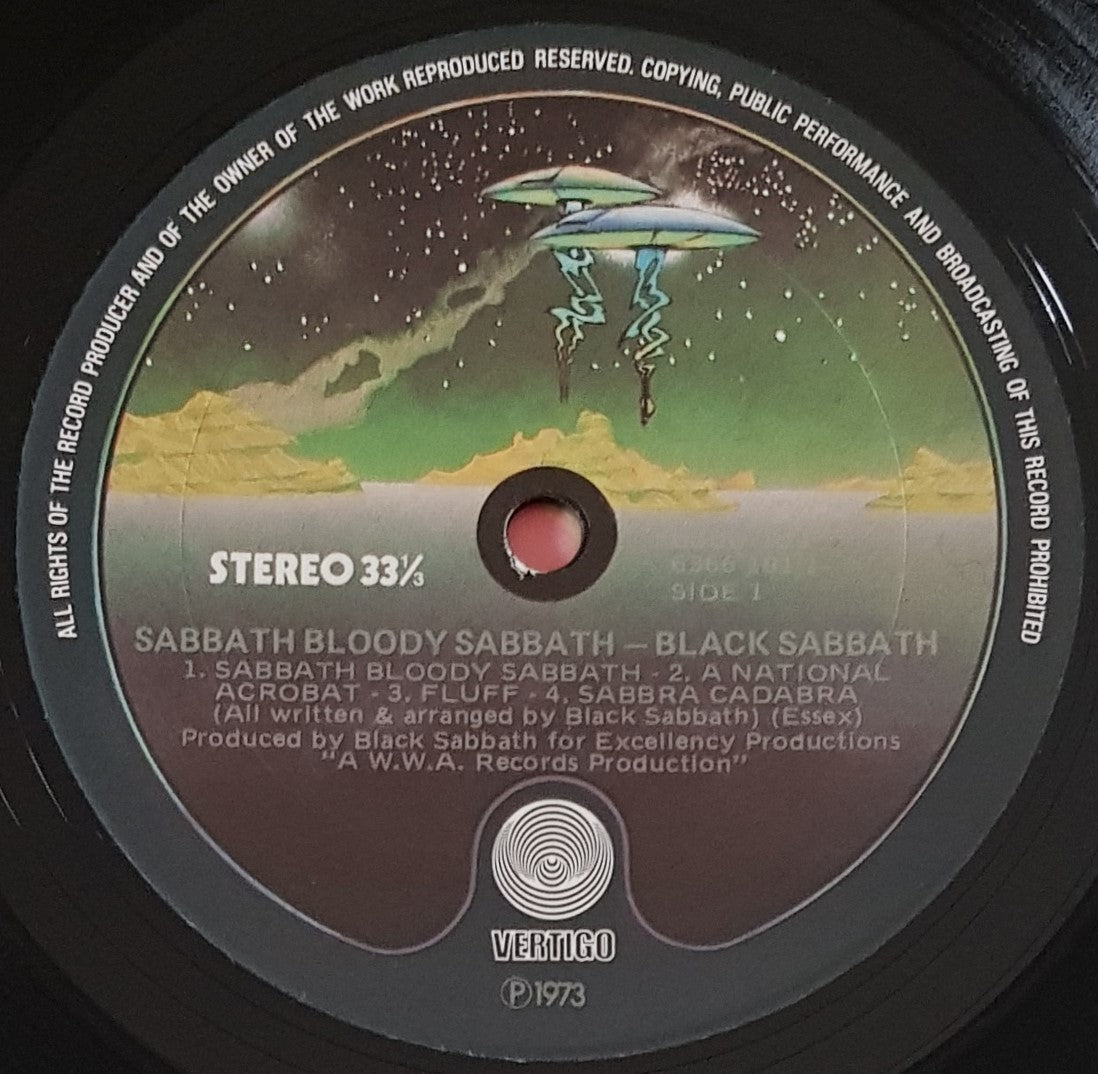 ALL RIGHTS OF THE RECORD PRODUCER AND OF THE OWNER OF THE WORK REPRODUCED RESERVED. COPYING, PUBLIC PERFORMANCE AND BROADCASTING OF THIS RECORD PROHIBITED
STEREO 33⅓
SIDE 1
SABBATH BLOODY SABBATH — BLACK SABBATH
1. SABBATH BLOODY SABBATH - 2. A NATIONAL
ACROBAT - 3. FLUFF - 4. SABBRA CADABRA
(All written & arranged by Black Sabbath) (Essex)
Produced by Black Sabbath for Excellency Productions
"A W.W.A. Records Production"
VERTIGO
℗1973